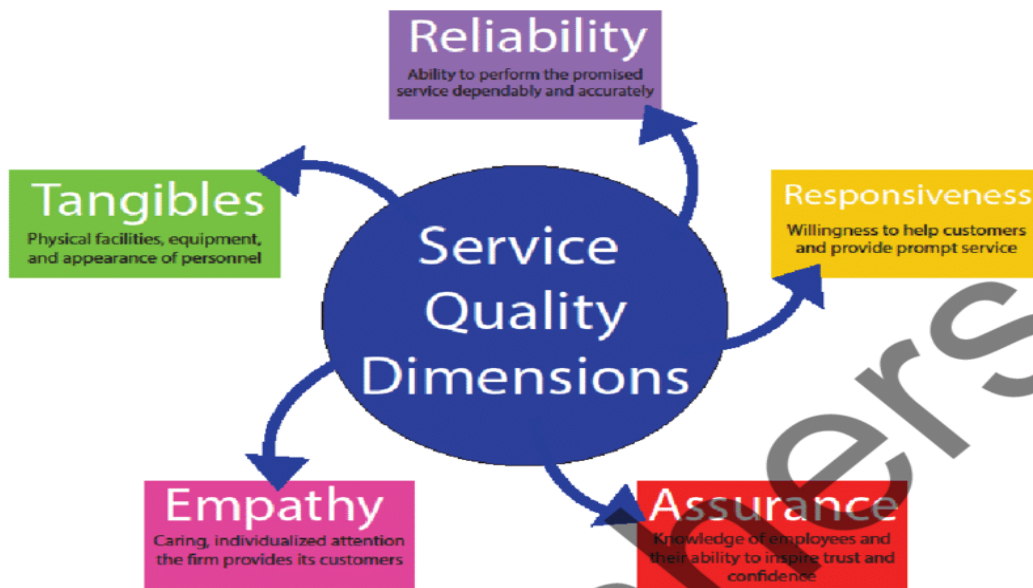 Reliability
Ability to perform the promised
service dependably and accurately
Tangibles
Physical facilities, equipment,
and appearance of personnel
Responsiveness
Willingness to help customers
and provide prompt service
Service
Quality
Dimensions
Empathy
Caring, individualized attention
the firm provides its customers
Assurance
Knowledge of employees and
their ability to inspire trust and
confidence
hers